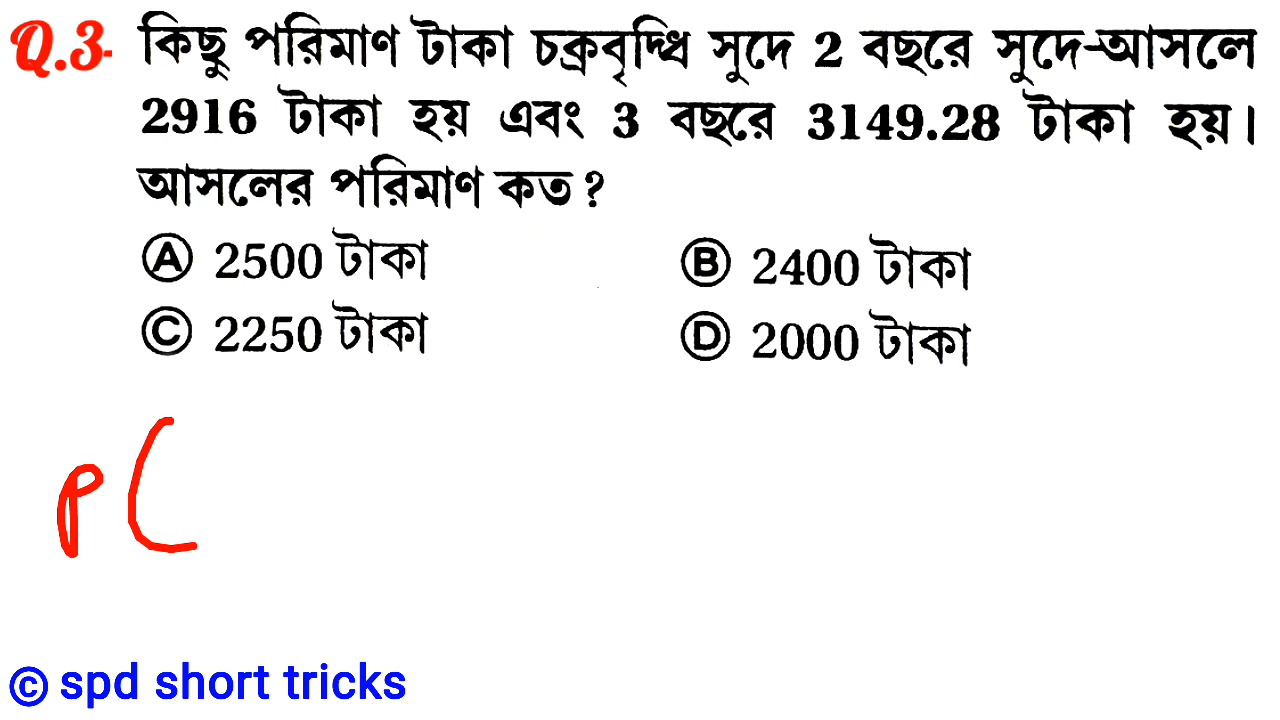 Q.3- কিছু পরিমাণ টাকা চক্রবৃদ্ধি সুদে 2 বছরে সুদে-আসলে
2916 টাকা হয় এবং 3 বছরে 3149.28 টাকা হয়।
আসলের পরিমাণ কত?
Ⓐ 2500 টাকা Ⓑ 2400 টাকা
Ⓒ 2250 টাকা Ⓓ 2000 টাকা
P(
© spd short tricks